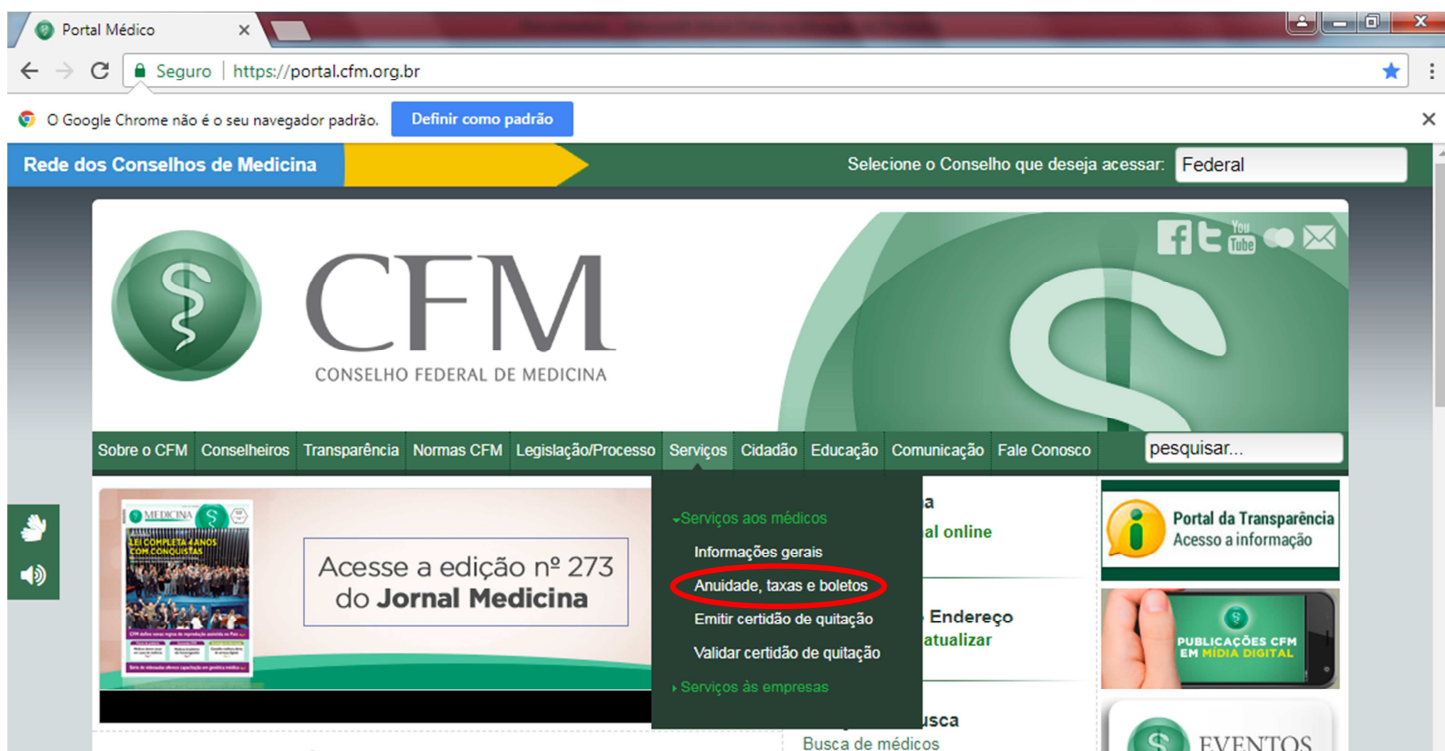 Portal Médico
Seguro | https://portal.cfm.org.br
O Google Chrome não é o seu navegador padrão. Definir como padrão
Rede dos Conselhos de Medicina
Selecione o Conselho que deseja acessar: Federal
You
Tube
CFM
CONSELHO FEDERAL DE MEDICINA
Sobre o CFM Conselheiros Transparência Normas CFM Legislação/Processo Serviços Cidadão Educação Comunicação Fale Conosco pesquisar...
MEDICINA
LEI COMPLETA 4 ANOS
COM CONQUISTAS
Acesse a edição nº 273
do Jornal Medicina
Serviços aos médicos
Informações gerais
Anuidade, taxas e boletos
Emitir certidão de quitação
Validar certidão de quitação
Serviços às empresas
al online
Endereço
atualizar
usca
Busca de médicos
Portal da Transparência
Acesso a informação
PUBLICAÇÕES CFM
EM MÍDIA DIGITAL
EVENTOS